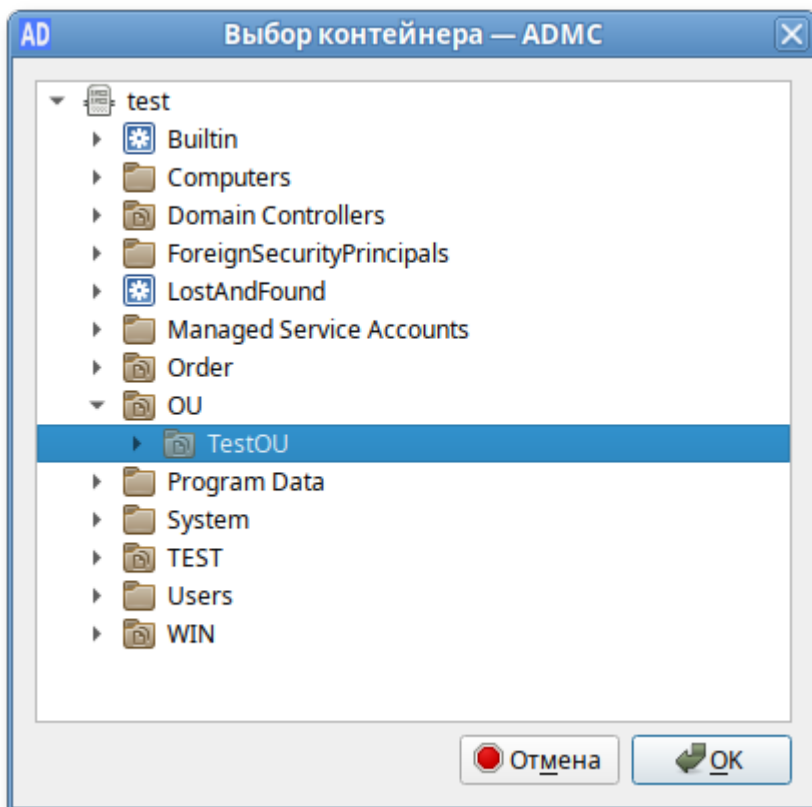 AD Выбор контейнера — ADMC
test
Builtin
Computers
Domain Controllers
ForeignSecurityPrincipals
LostAndFound
Managed Service Accounts
Order
OU
TestOU
Program Data
System
TEST
Users
WIN
Отмена OK